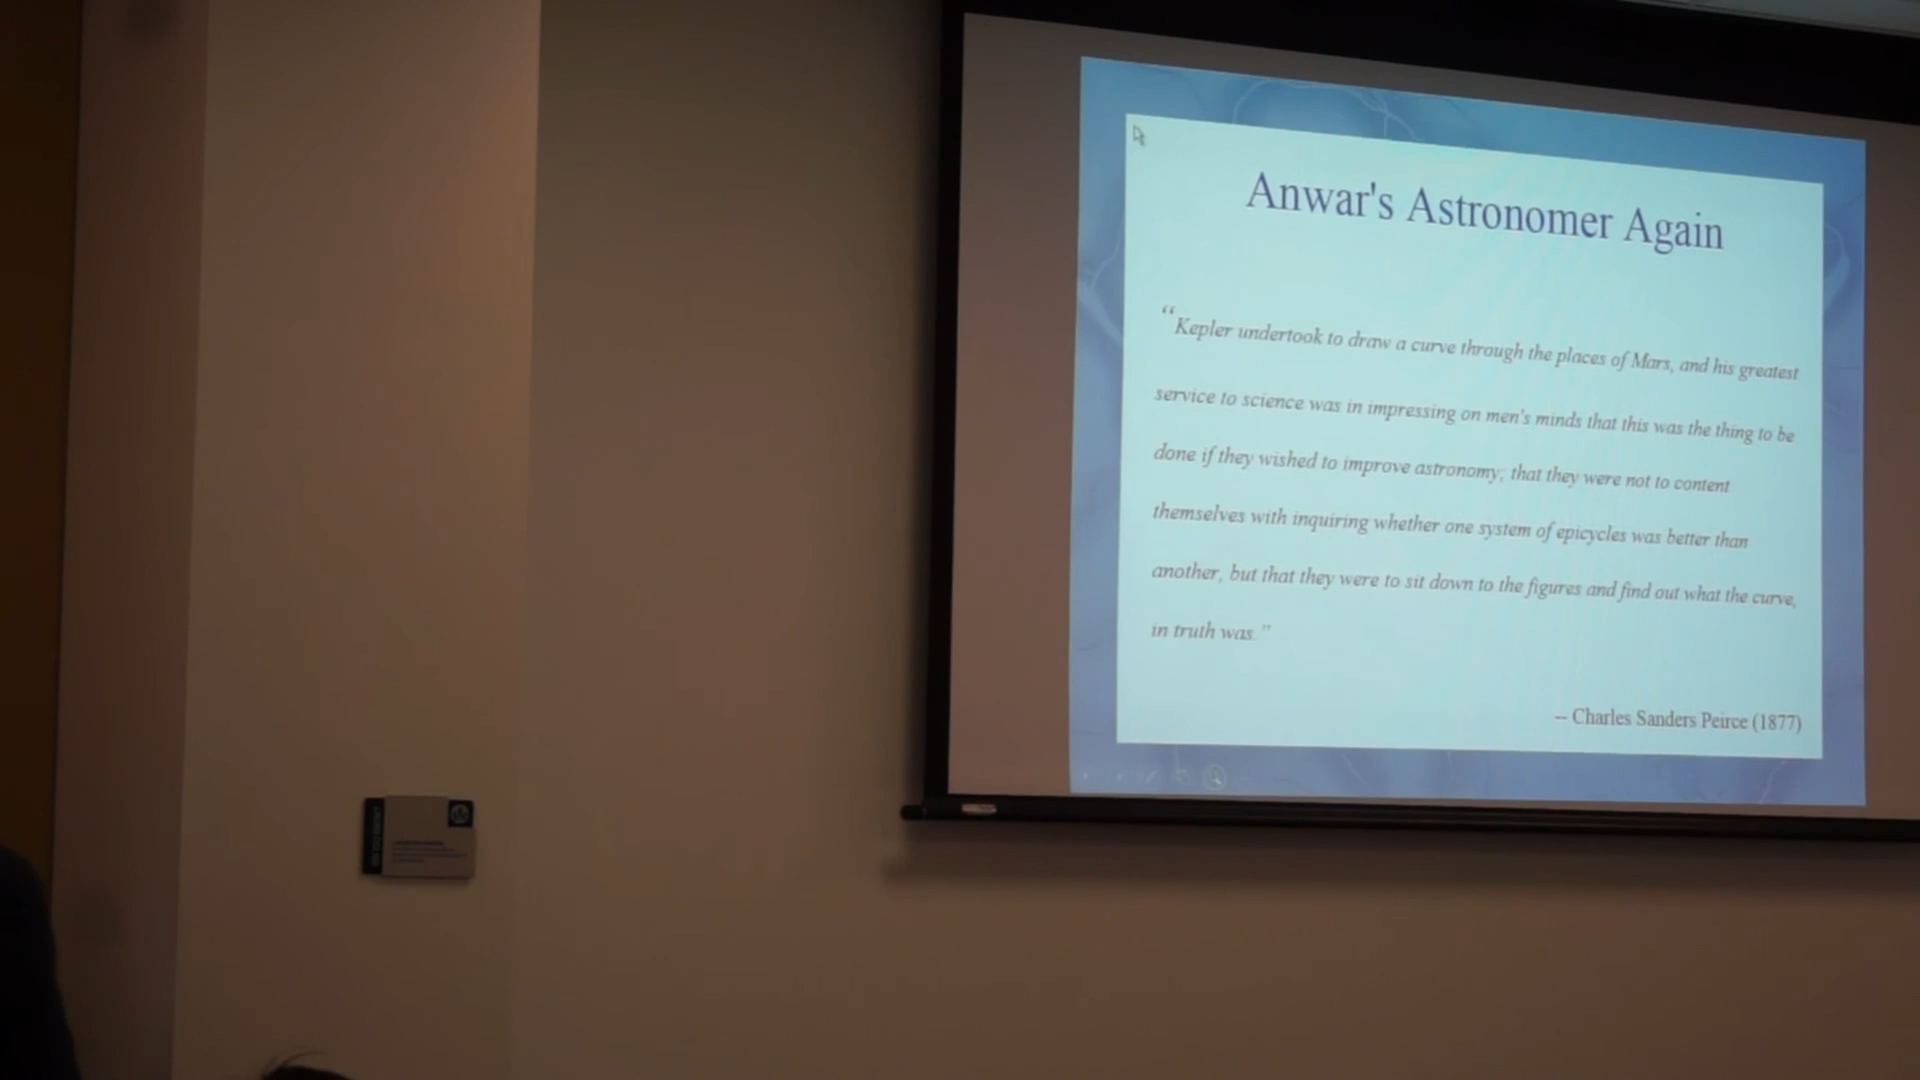 Anwar's Astronomer Again
“Kepler undertook to draw a curve through the places of Mars, and his greatest
service to science was in impressing on men's minds that this was the thing to be
done if they wished to improve astronomy; that they were not to content
themselves with inquiring whether one system of epicycles was better than
another, but that they were to sit down to the figures and find out what the curve,
in truth was.”
-- Charles Sanders Peirce (1877)